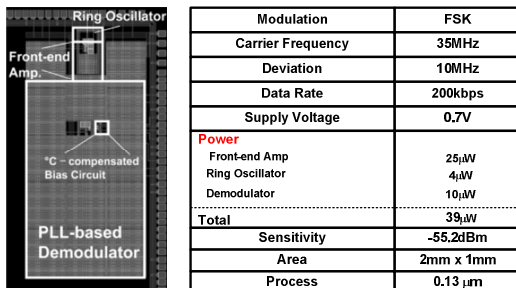 Ring Oscillator
Front-end
Amp.
°C – compensated
Bias Circuit
PLL-based
Demodulator
Modulation FSK
Carrier Frequency 35MHz
Deviation 10MHz
Data Rate 200kbps
Supply Voltage 0.7V
Power
Front-end Amp 25μW
Ring Oscillator 4μW
Demodulator 10μW
Total 39μW
Sensitivity -55.2dBm
Area 2mm x 1mm
Process 0.13 μm